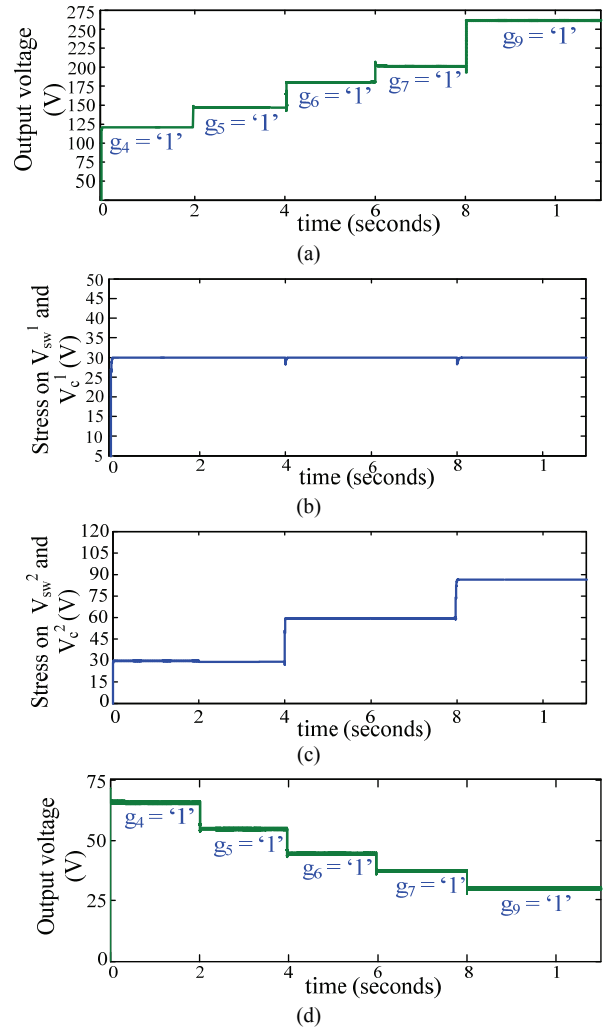 275
250
225
200
175
150
125
100
75
50
Output voltage
(V)
g4 = ‘1’
g5 = ‘1’
g6 = ‘1’
g7 = ‘1’
g9 = ‘1’
0 2 4 6 8 1
time (seconds)
(a)
50
45
40
35
30
25
20
15
10
5
Stress on Vsw1 and
Vc1 (V)
0 2 4 6 8 1
time (seconds)
(b)
120
105
90
75
60
45
30
15
0
Stress on Vsw2 and
Vc2 (V)
0 2 4 6 8 1
time (seconds)
(c)
75
50
25
0
Output voltage
(V)
g4 = ‘1’
g5 = ‘1’
g6 = ‘1’
g7 = ‘1’
g9 = ‘1’
0 2 4 6 8 1
time (seconds)
(d)